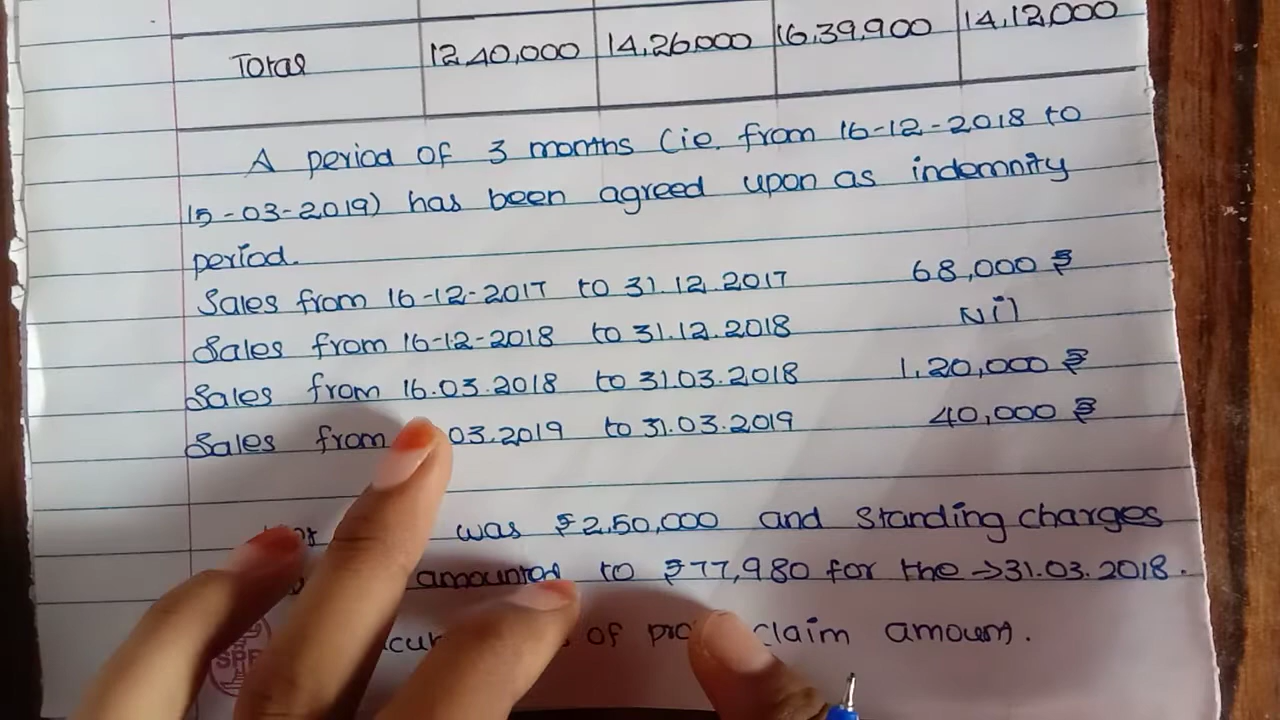 Total 12,40,000 14,26,000 16,39,900 14,12,000
A period of 3 months (ie. from 16-12-2018 to
15-03-2019) has been agreed upon as indemnity
period.
Sales from 16-12-2017 to 31.12.2017 68,000 ₹
Sales from 16-12-2018 to 31.12.2018 Nil
Sales from 16.03.2018 to 31.03.2018 1,20,000 ₹
Sales from 03.2019 to 31.03.2019 40,000 ₹
was ₹2,50,000 and standing charges
amounted to ₹77,980 for the →31.03.2018.
of claim amount.